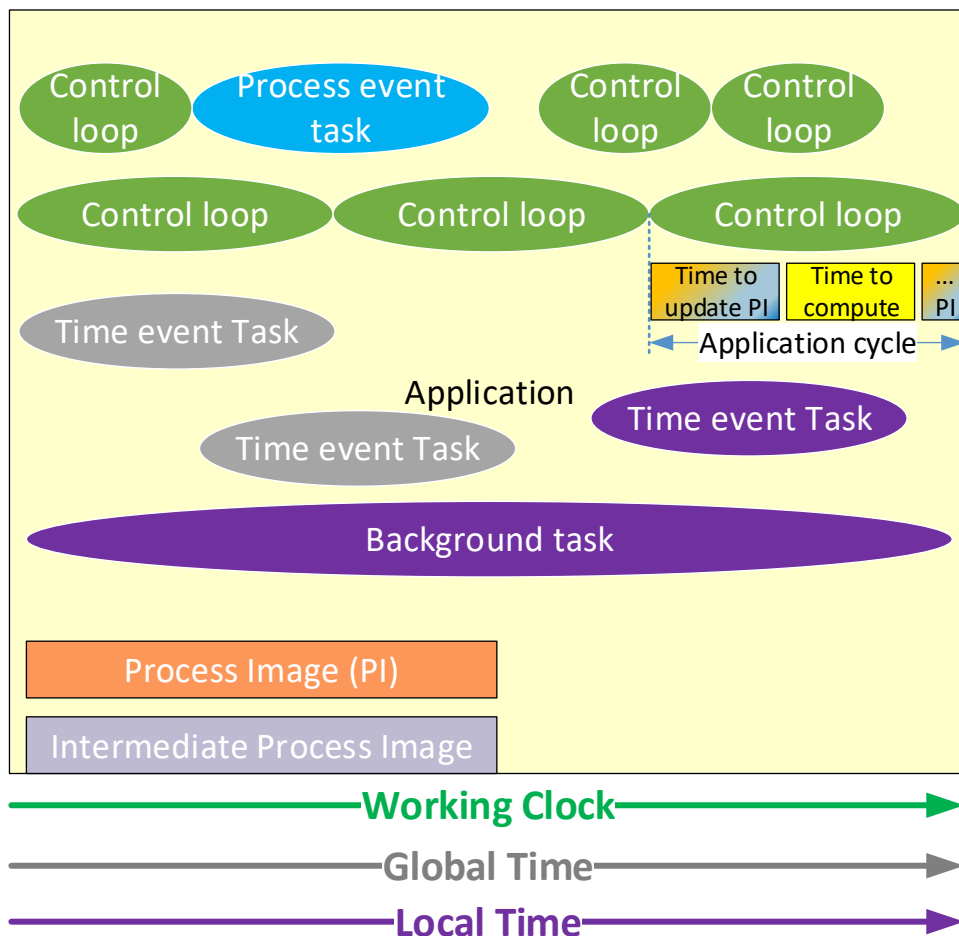 Control
loop
Process event
task
Control
loop
Control
loop
Control loop
Control loop
Control loop
Time to
update PI
Time to
compute
...
PI
Application cycle
Time event Task
Application
Time event Task
Time event Task
Background task
Process Image (PI)
Intermediate Process Image
Working Clock
Global Time
Local Time